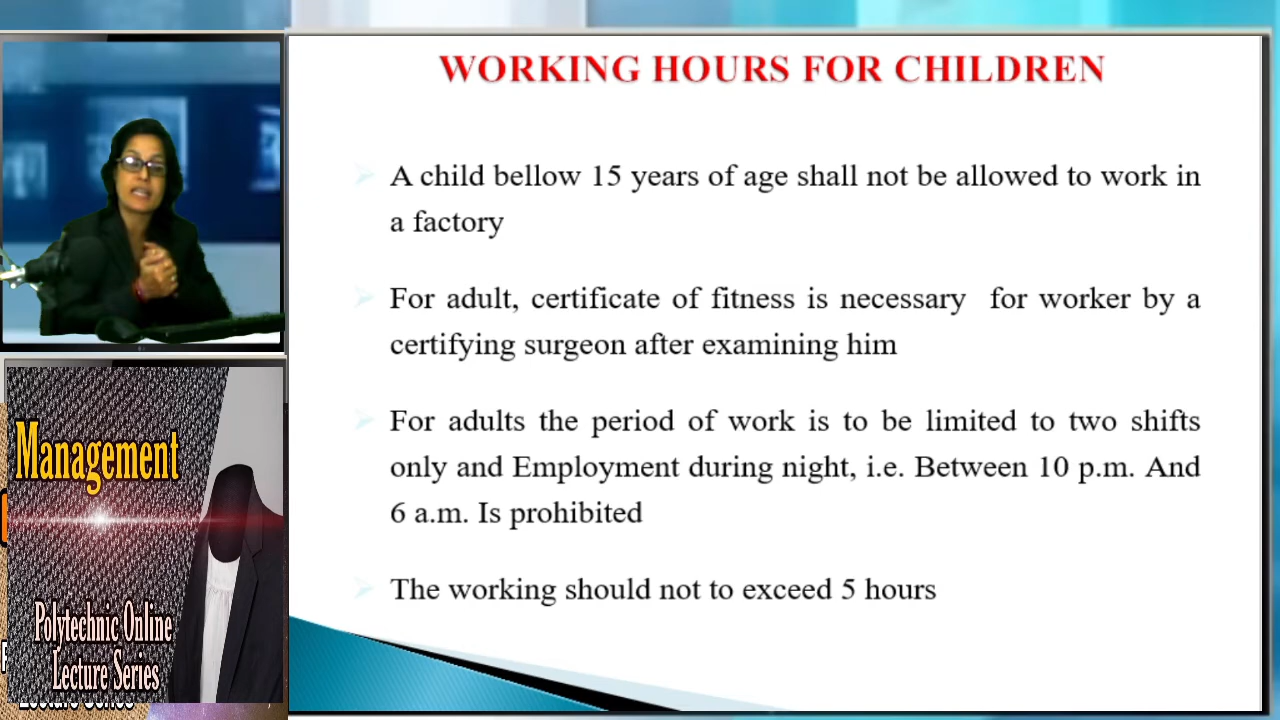 WORKING HOURS FOR CHILDREN
A child bellow 15 years of age shall not be allowed to work in
a factory
For adult, certificate of fitness is necessary for worker by a
certifying surgeon after examining him
For adults the period of work is to be limited to two shifts
only and Employment during night, i.e. Between 10 p.m. And
6 a.m. Is prohibited
The working should not to exceed 5 hours
Management
Polytechnic Online
Lecture Series